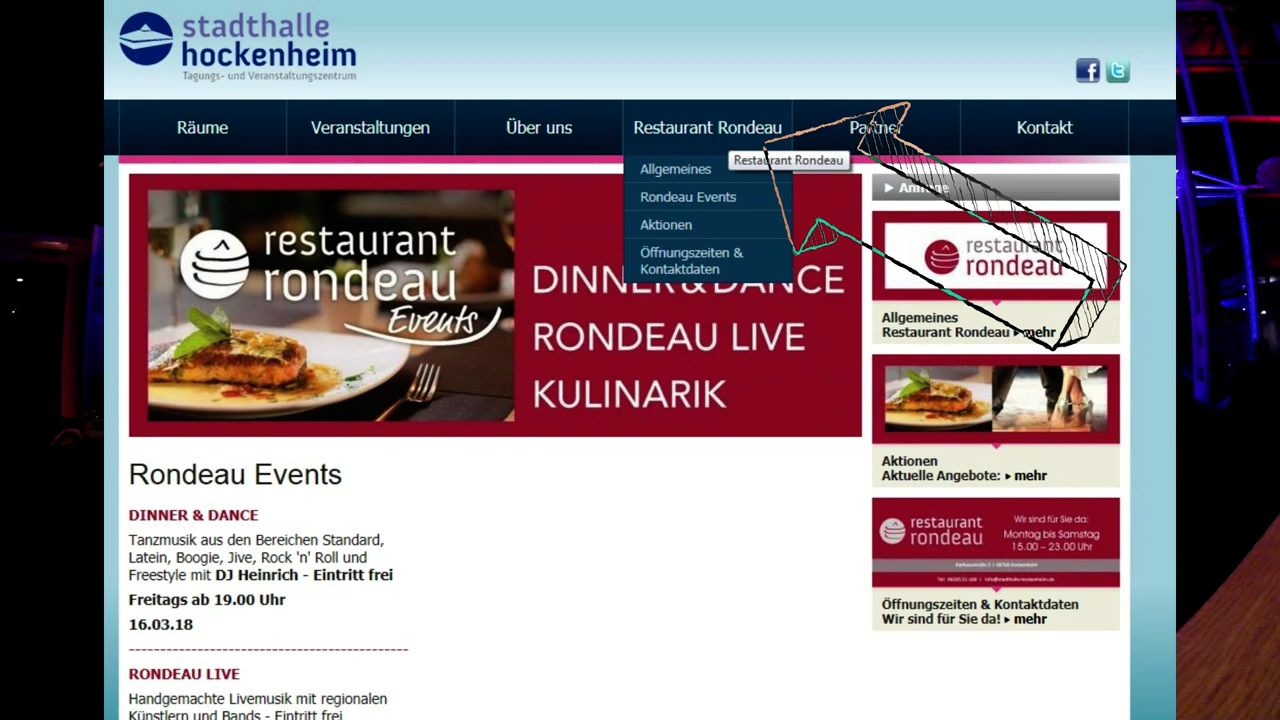 stadthalle
hockenheim
Tagungs- und Veranstaltungszentrum
Räume
Veranstaltungen
Über uns
Restaurant Rondeau
Partner
Kontakt
Restaurant Rondeau
Allgemeines
Rondeau Events
Aktionen
Öffnungszeiten &
Kontaktdaten
restaurant
rondeau
Events
DINNER & DANCE
RONDEAU LIVE
KULINARIK
Anfrage
restaurant
rondeau
Allgemeines
Restaurant Rondeau ▸ mehr
Aktionen
Aktuelle Angebote: ▸ mehr
restaurant
rondeau
Wir sind für Sie da:
Montag bis Samstag
15.00 – 23.00 Uhr
Öffnungszeiten & Kontaktdaten
Wir sind für Sie da! ▸ mehr
Rondeau Events
DINNER & DANCE
Tanzmusik aus den Bereichen Standard,
Latein, Boogie, Jive, Rock 'n' Roll und
Freestyle mit DJ Heinrich - Eintritt frei
Freitags ab 19.00 Uhr
16.03.18
RONDEAU LIVE
Handgemachte Livemusik mit regionalen
Künstlern und Bands - Eintritt frei